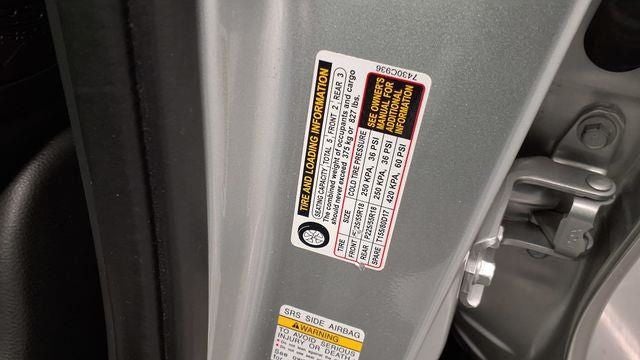 7430C936
TIRE AND LOADING INFORMATION
SEATING CAPACITY TOTAL 5 FRONT 2 REAR 3
The combined weight of occupants and cargo
should never exceed 375 kg or 827 lbs.
TIRE SIZE COLD TIRE PRESSURE
FRONT P225/55R18 250 KPA, 36 PSI
REAR P225/55R18 250 KPA, 36 PSI
SPARE T155/80D17 420 KPA, 60 PSI
SEE OWNER'S
MANUAL FOR
ADDITIONAL
INFORMATION
SRS SIDE AIRBAG
WARNING
TO AVOID SERIOUS
INJURY OR DEATH